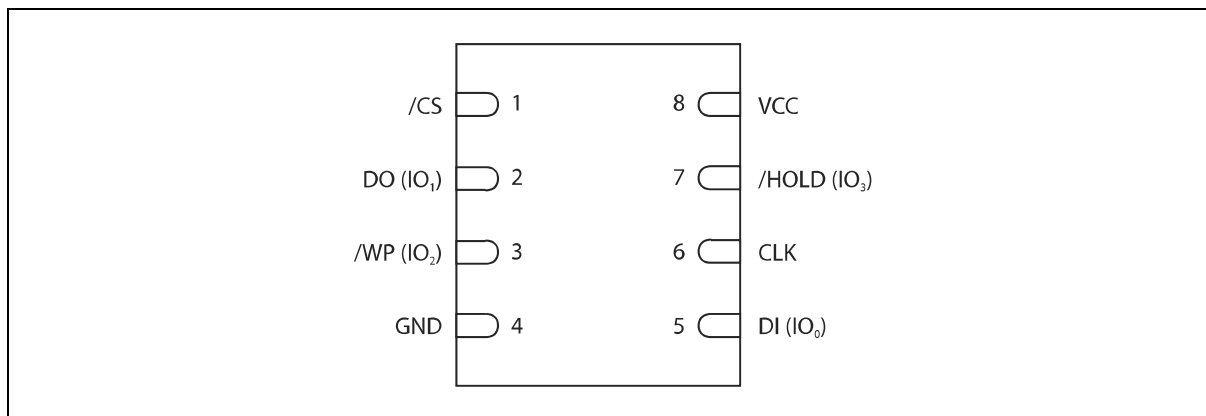 /CS 1 8 VCC
DO (IO₁) 2 7 /HOLD (IO₃)
/WP (IO₂) 3 6 CLK
GND 4 5 DI (IO₀)